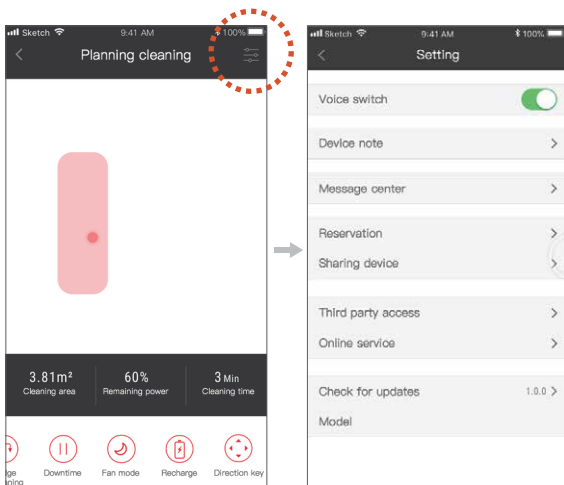 Sketch 9:41 AM 100%
Planning cleaning
3.81m² 60% 3 Min
Cleaning area Remaining power Cleaning time
Downtime Fan mode Recharge Direction key
Sketch 9:41 AM 100%
Setting
Voice switch
Device note
Message center
Reservation
Sharing device
Third party access
Online service
Check for updates 1.0.0
Model